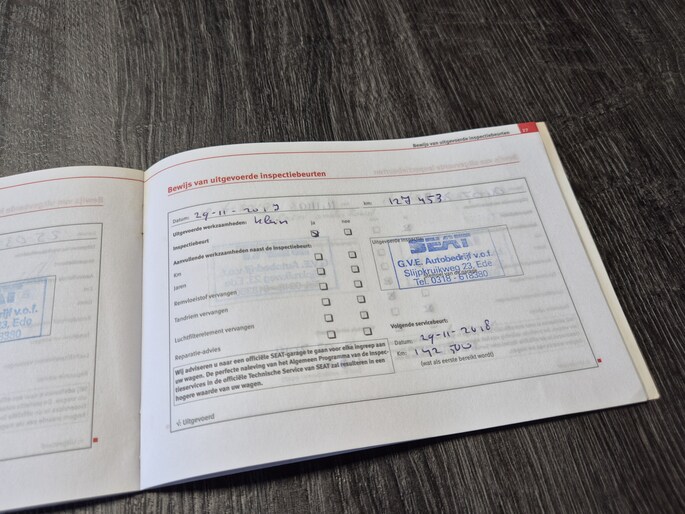 Bewijs van uitgevoerde inspectiebeurten
Bewijs van uitgevoerde inspectiebeurten
Datum: 29-11-2017 km: 127 453
Uitgevoerde werkzaamheden: klein
ja nee
Inspectiebeurt
Aanvullende werkzaamheden naast de inspectiebeurt:
Km
Jaren
Remvloeistof vervangen
Tandriem vervangen
Luchtfilterelement vervangen
Reparatie-advies
SEAT
G.V.E. Autobedrijf v.o.f.
Slijpkruikweg 23, Ede
Tel. 0318 - 618380
Volgende servicebeurt:
Datum: 29-11-2018
Km:
(wat als eerste bereikt wordt)
Wij adviseren u naar een officiële SEAT-garage te gaan voor elke ingreep aan
uw wagen. De perfecte naleving van het Algemeen Programma van de Inspec-
tieservices in de officiële Technische Service van SEAT zal resulteren in een
hogere waarde van uw wagen.
Uitgevoerd
v.o.f.
23, Ede